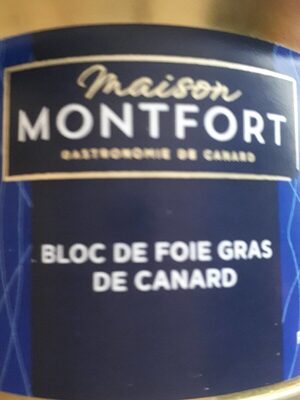 maison
MONTFORT
GASTRONOMIE DE CANARD
BLOC DE FOIE GRAS
DE CANARD